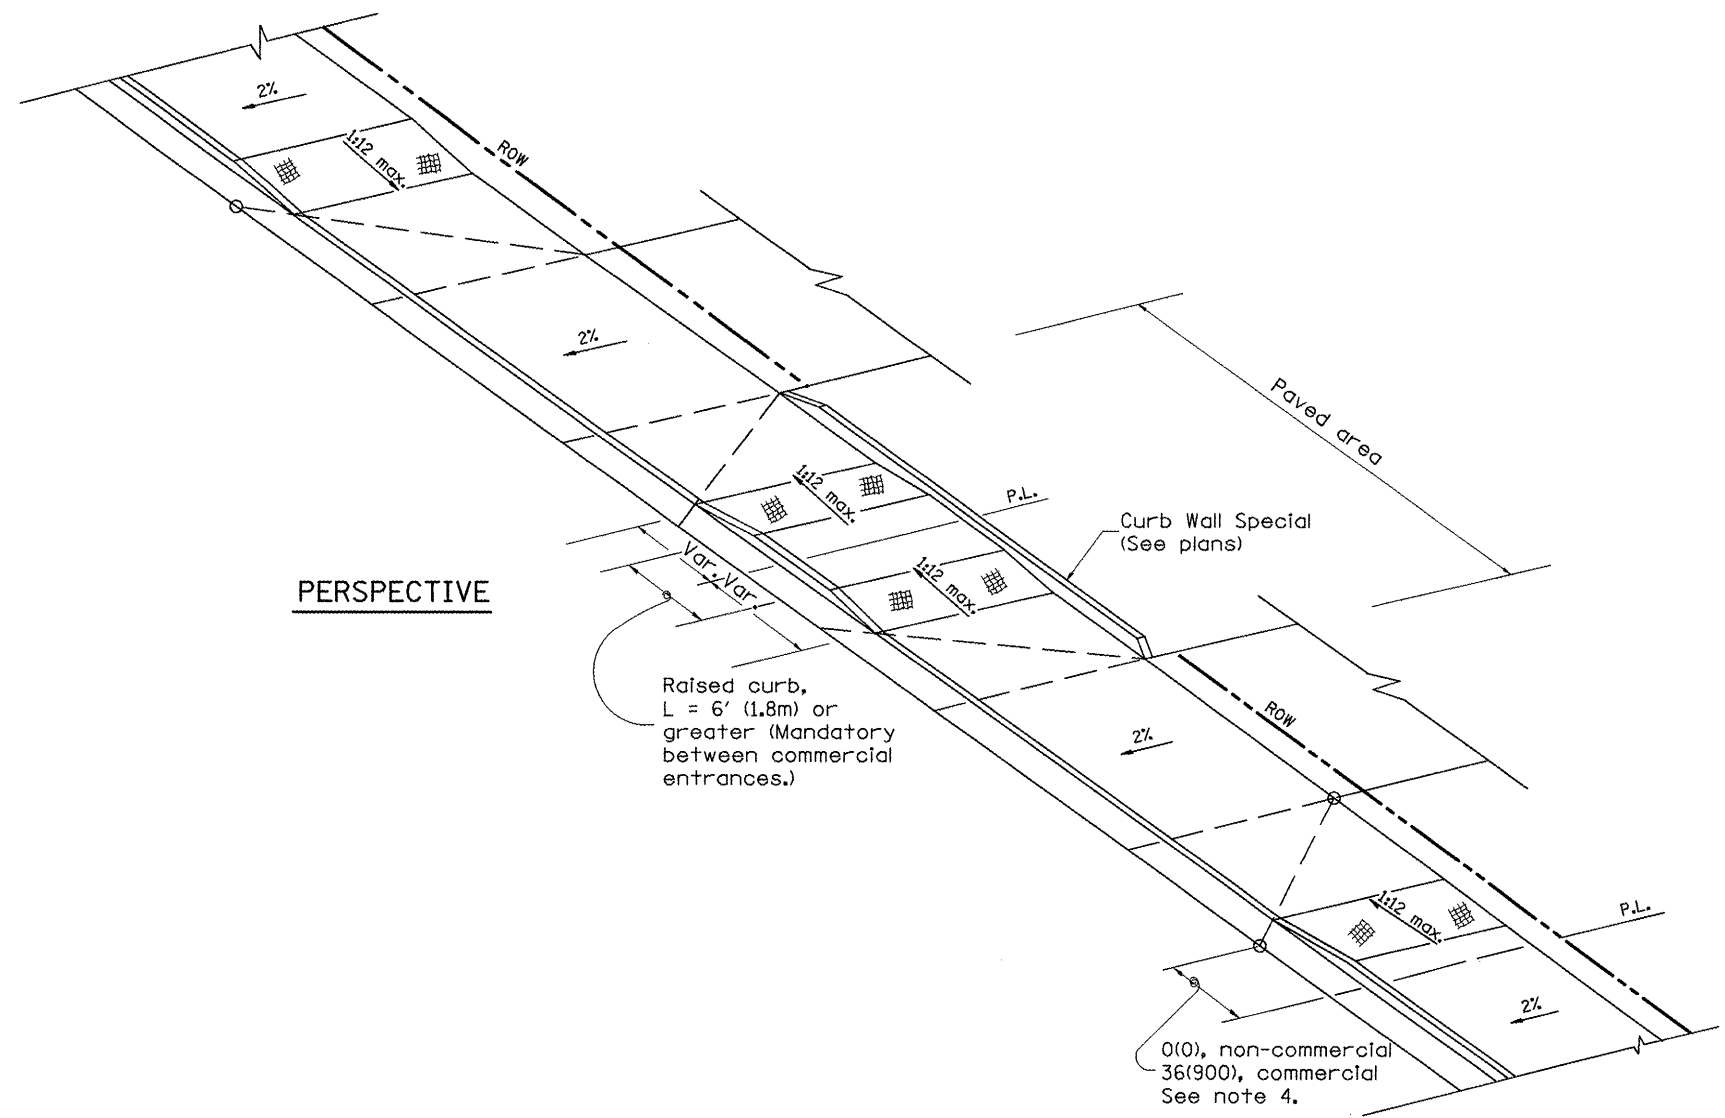 2%
1:12 max.
ROW
2%
Paved area
1:12 max.
P.L.
Curb Wall Special
(See plans)
Var.
Var.
1:12 max.
PERSPECTIVE
Raised curb,
L = 6' (1.8m) or
greater (Mandatory
between commercial
entrances.)
ROW
2%
1:12 max.
P.L.
2%
0(0), non-commercial
36(900), commercial
See note 4.